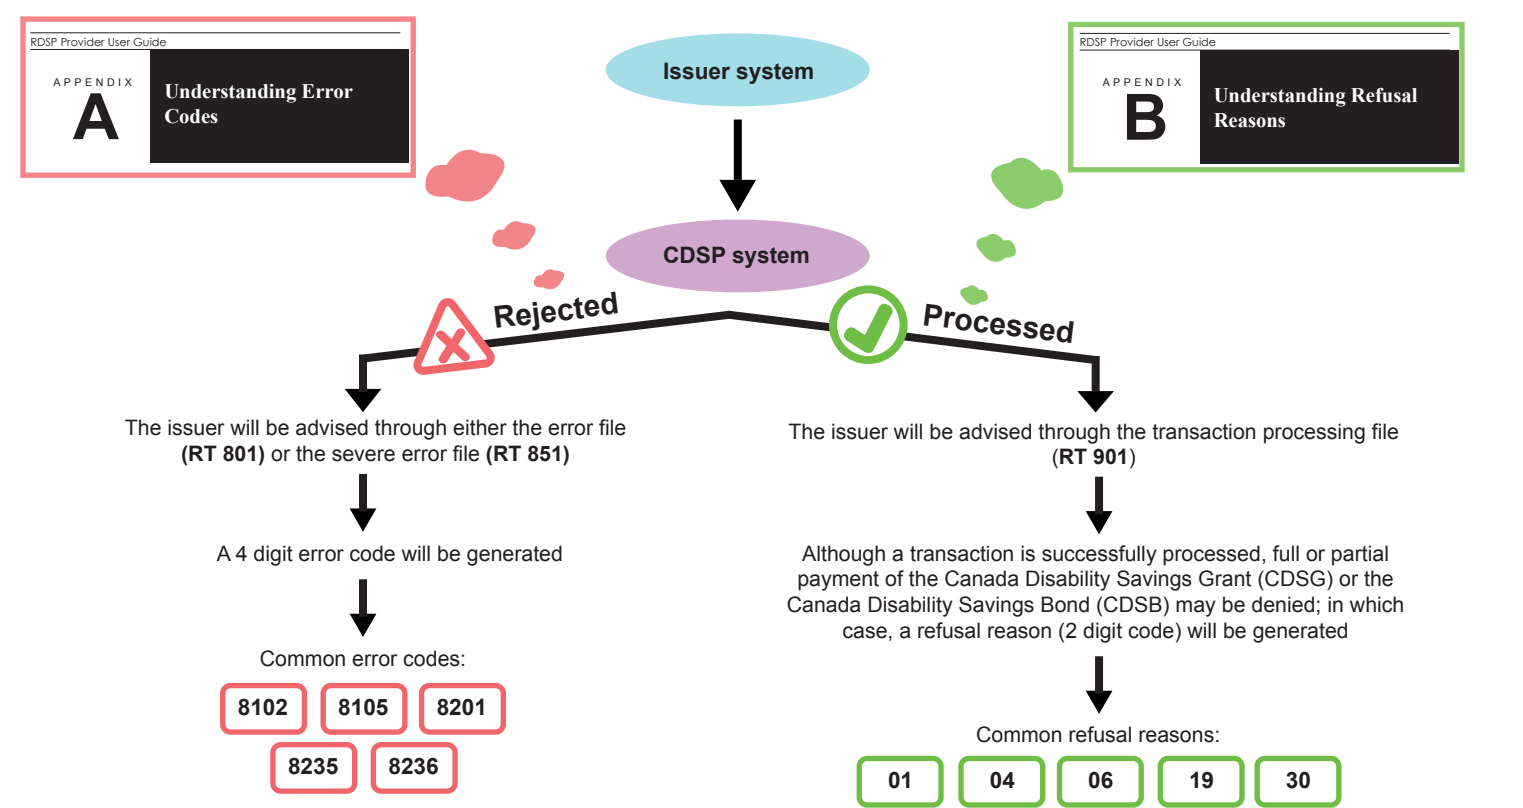 RDSP Provider User Guide
APPENDIX
A
Understanding Error
Codes
Issuer system
RDSP Provider User Guide
APPENDIX
B
Understanding Refusal
Reasons
CDSP system
Rejected
Processed
The issuer will be advised through either the error file
(RT 801) or the severe error file (RT 851)
A 4 digit error code will be generated
Common error codes:
8102 8105 8201
8235 8236
The issuer will be advised through the transaction processing file
(RT 901)
Although a transaction is successfully processed, full or partial
payment of the Canada Disability Savings Grant (CDSG) or the
Canada Disability Savings Bond (CDSB) may be denied; in which
case, a refusal reason (2 digit code) will be generated
Common refusal reasons:
01 04 06 19 30